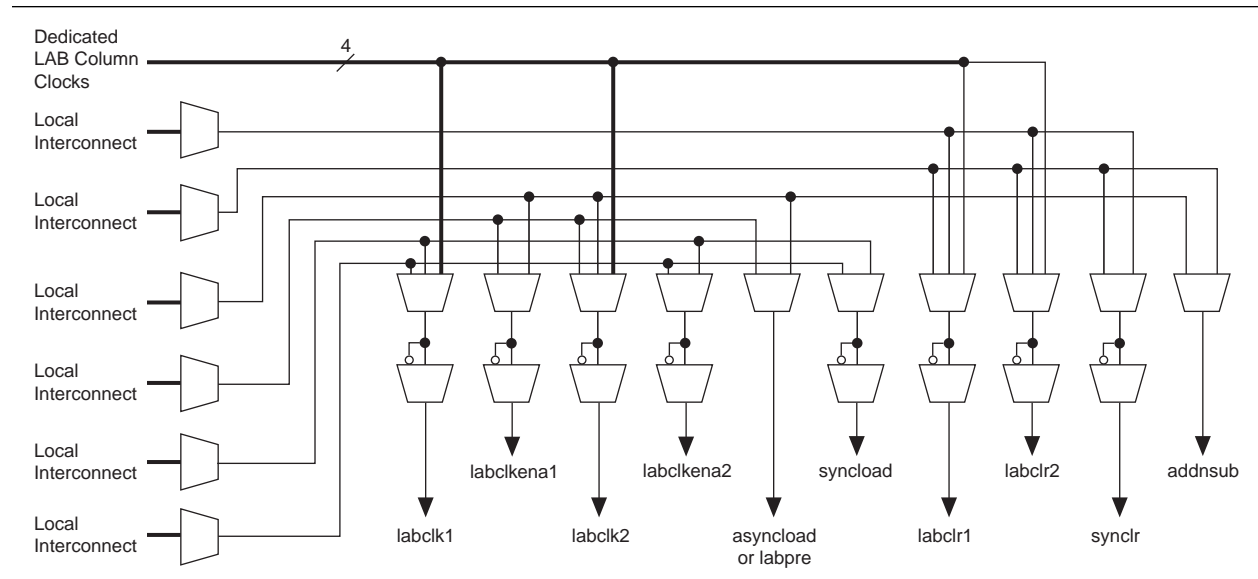 Dedicated
LAB Column
Clocks
4
Local
Interconnect
Local
Interconnect
Local
Interconnect
Local
Interconnect
Local
Interconnect
Local
Interconnect
labclkena1
labclkena2
syncload
labclr2
addnsub
labclk1
labclk2
asyncload
or labpre
labclr1
synclr